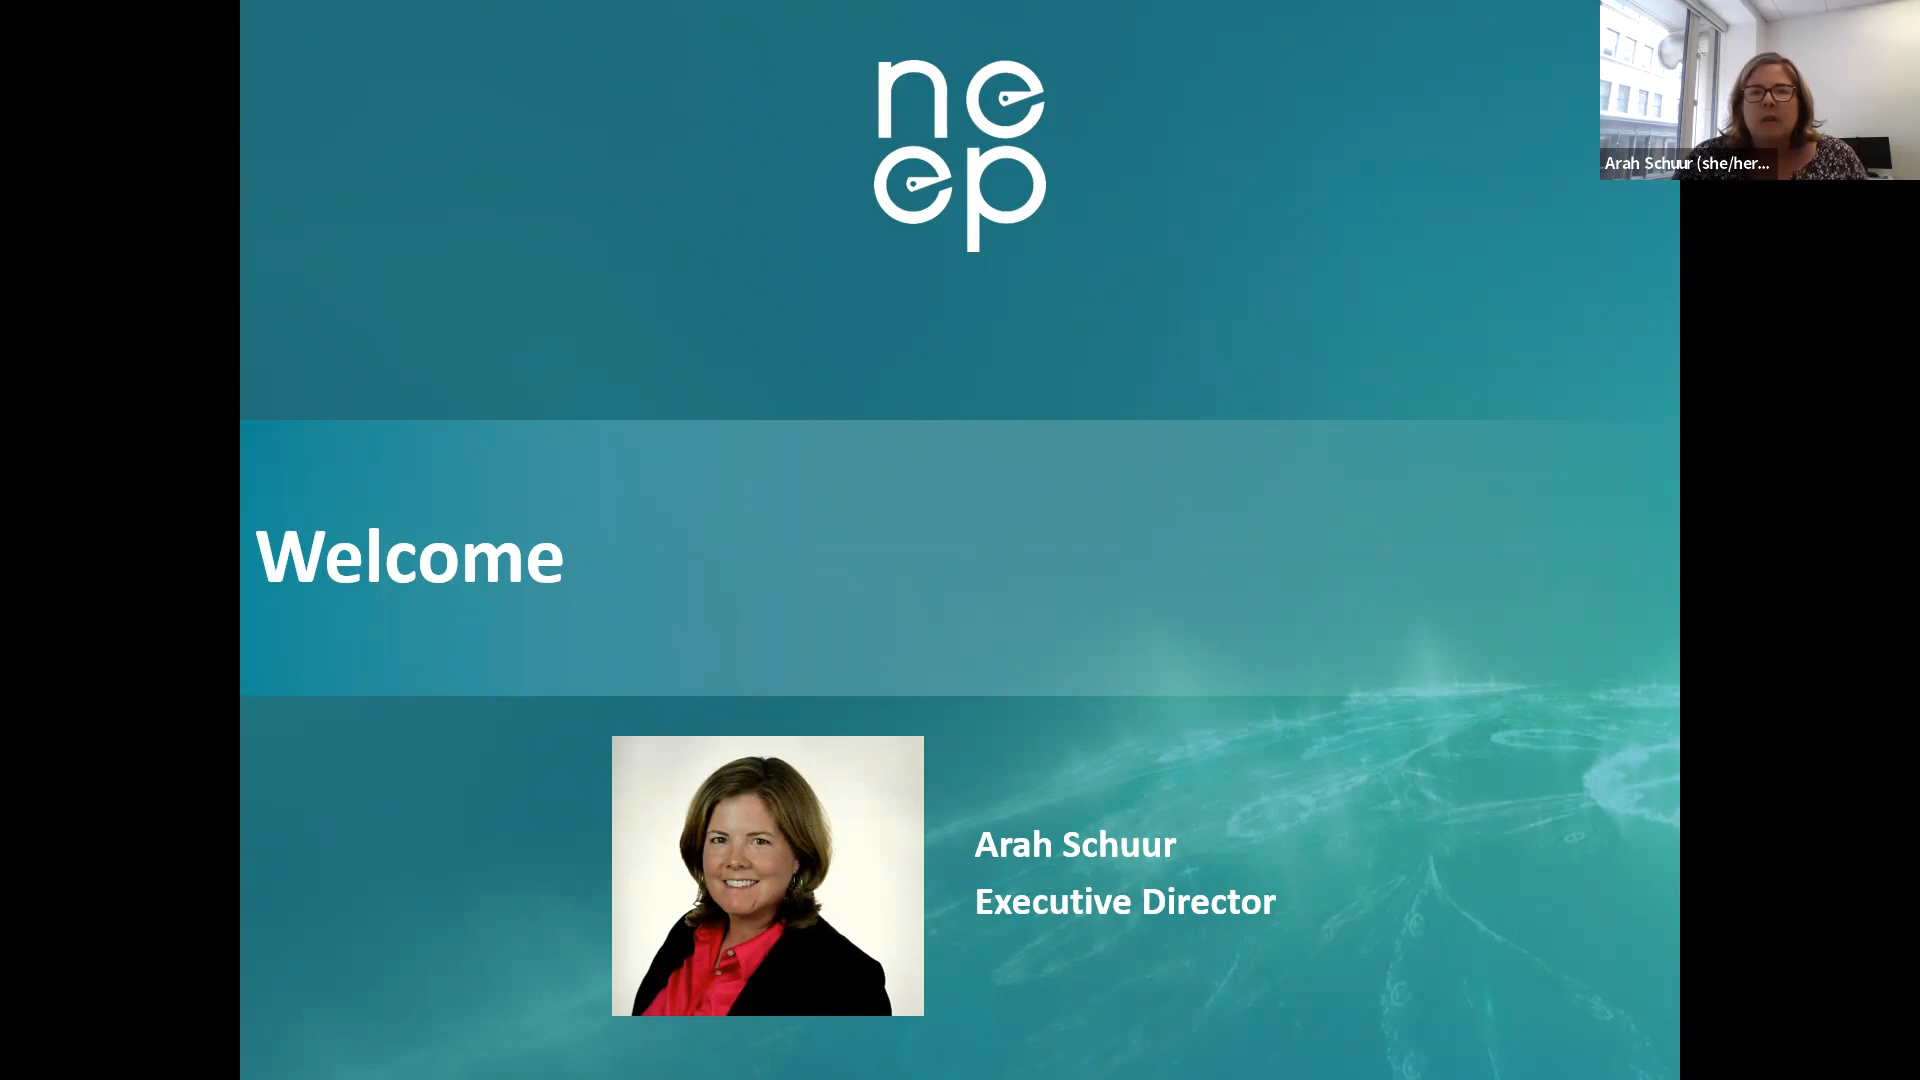 ne
ep
Arah Schuur (she/her...
Welcome
Arah Schuur
Executive Director